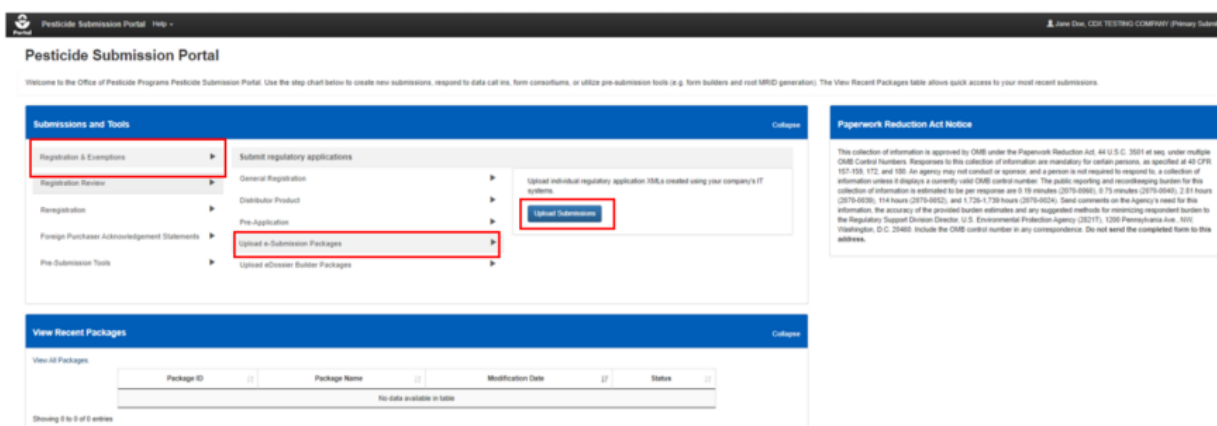 Portal
Pesticide Submission Portal Help
Jane Doe, CDX TESTING COMPANY (Primary Submi
Pesticide Submission Portal
Welcome to the Office of Pesticide Programs Pesticide Submission Portal. Use the step chart below to create new submissions, respond to data call ins, form consortiums, or utilize pre-submission tools (e.g. form builders and root MRID generation). The View Recent Packages table allows quick access to your most recent submissions.
Submissions and Tools
Collapse
Registration & Exemptions
Registration Review
Reregistration
Foreign Purchaser Acknowledgement Statements
Pre-Submission Tools
Submit regulatory applications
General Registration
Distributor Product
Pre-Application
Upload e-Submission Packages
Upload eDossier Builder Packages
Upload individual regulatory application XMLs created using your company's IT
systems.
Upload Submissions
Paperwork Reduction Act Notice
This collection of information is approved by OMB under the Paperwork Reduction Act, 44 U.S.C. 3501 et seq. under multiple
OMB Control Numbers. Responses to this collection of information are mandatory for certain persons, as specified at 40 CFR
157-159, 172, and 180. An agency may not conduct or sponsor, and a person is not required to respond to, a collection of
information unless it displays a currently valid OMB control number. The public reporting and recordkeeping burden for this
collection of information is estimated to be per response are 0.19 minutes (2070-0060), 0.75 minutes (2070-0040), 2.01 hours
(2070-0039), 114 hours (2070-0052), and 1,726-1,739 hours (2070-0024). Send comments on the Agency's need for this
information, the accuracy of the provided burden estimates and any suggested methods for minimizing respondent burden to
the Regulatory Support Division Director, U.S. Environmental Protection Agency (2821T), 1200 Pennsylvania Ave., NW,
Washington, D.C. 20460. Include the OMB control number in any correspondence. Do not send the completed form to this
address.
View Recent Packages
Collapse
View All Packages
Package ID
Package Name
Modification Date
Status
No data available in table
Showing 0 to 0 of 0 entries